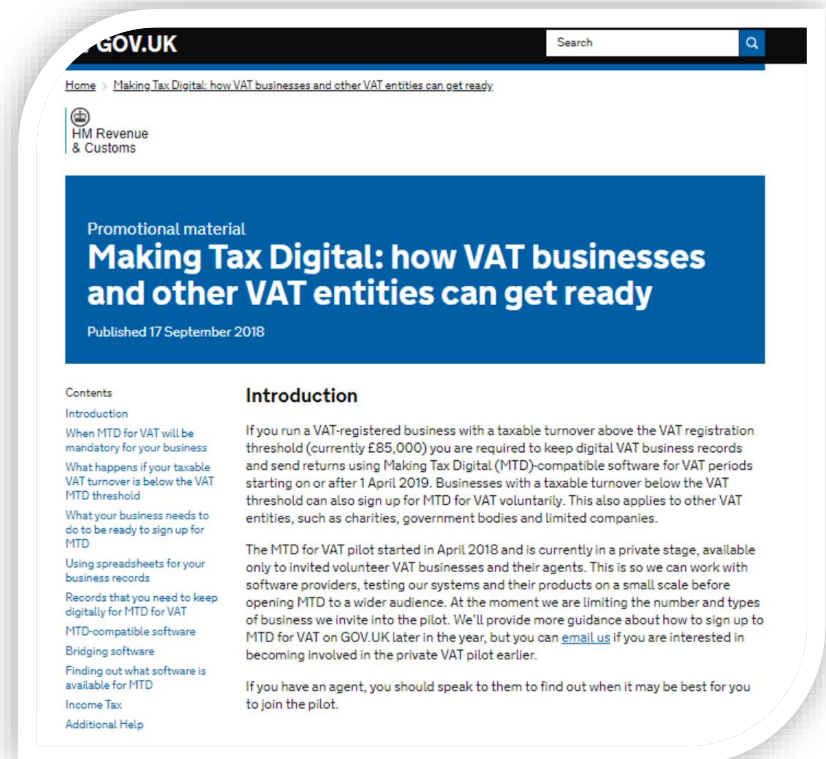 GOV.UK
Search
Home > Making Tax Digital: how VAT businesses and other VAT entities can get ready
HM Revenue
& Customs
Promotional material
Making Tax Digital: how VAT businesses
and other VAT entities can get ready
Published 17 September 2018
Contents
Introduction
When MTD for VAT will be
mandatory for your business
What happens if your taxable
VAT turnover is below the VAT
MTD threshold
What your business needs to
do to be ready to sign up for
MTD
Using spreadsheets for your
business records
Records that you need to keep
digitally for MTD for VAT
MTD-compatible software
Bridging software
Finding out what software is
available for MTD
Income Tax
Additional Help
Introduction
If you run a VAT-registered business with a taxable turnover above the VAT registration
threshold (currently £85,000) you are required to keep digital VAT business records
and send returns using Making Tax Digital (MTD)-compatible software for VAT periods
starting on or after 1 April 2019. Businesses with a taxable turnover below the VAT
threshold can also sign up for MTD for VAT voluntarily. This also applies to other VAT
entities, such as charities, government bodies and limited companies.
The MTD for VAT pilot started in April 2018 and is currently in a private stage, available
only to invited volunteer VAT businesses and their agents. This is so we can work with
software providers, testing our systems and their products on a small scale before
opening MTD to a wider audience. At the moment we are limiting the number and types
of business we invite into the pilot. We'll provide more guidance about how to sign up to
MTD for VAT on GOV.UK later in the year, but you can email us if you are interested in
becoming involved in the private VAT pilot earlier.
If you have an agent, you should speak to them to find out when it may be best for you
to join the pilot.